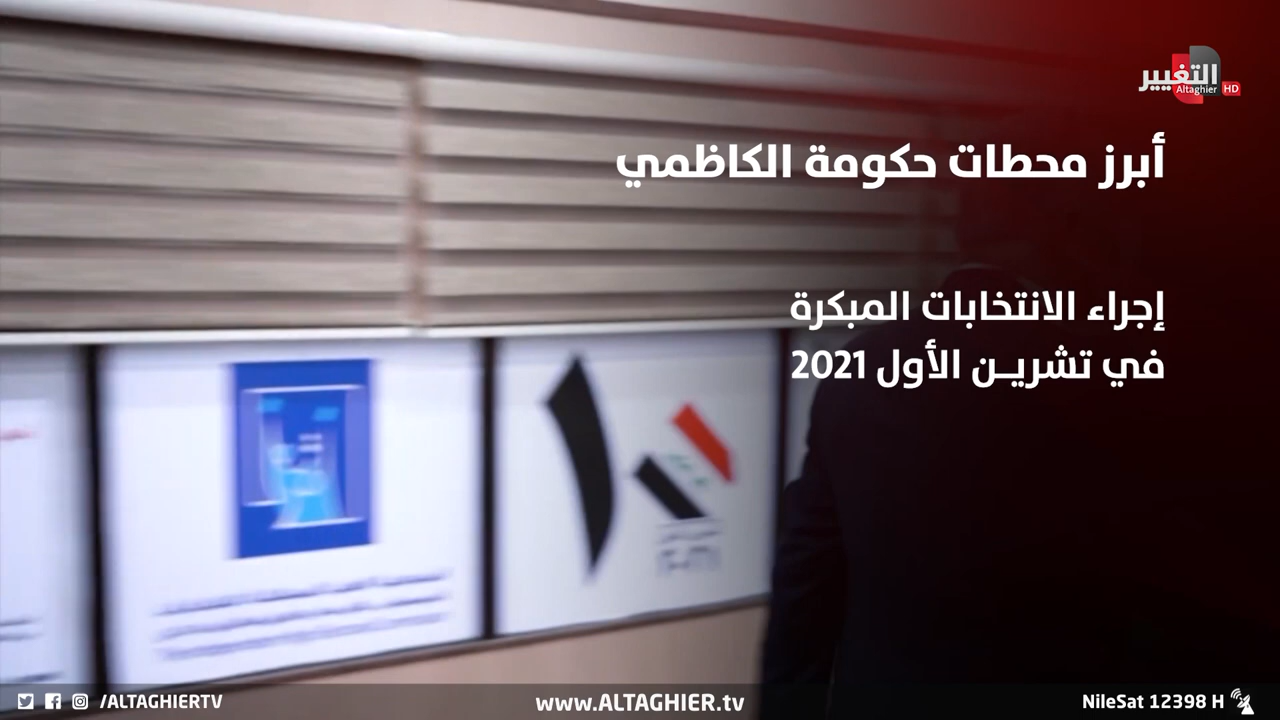 التغيير
Altaghier HD
أبرز محطات حكومة الكاظمي
إجراء الانتخابات المبكرة
في تشريـن الأول 2021
/ALTAGHIERTV
www.ALTAGHIER.tv
NileSat 12398 H